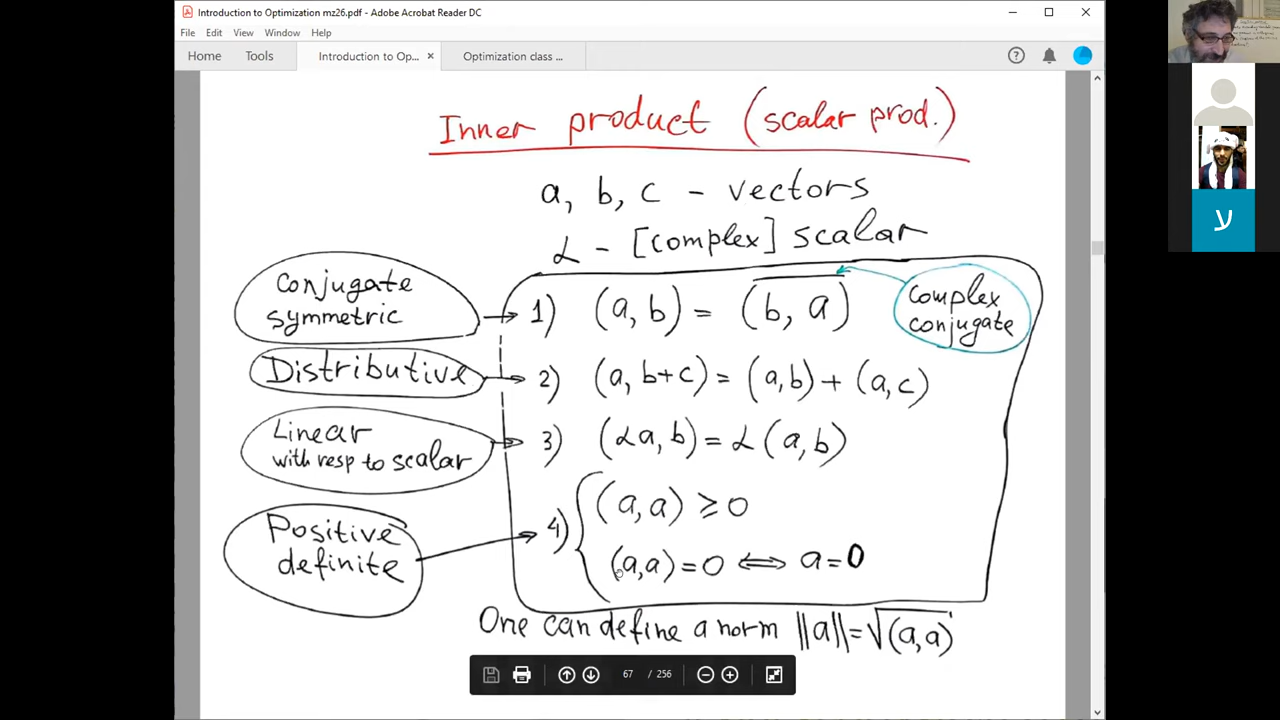 Introduction to Optimization mz26.pdf - Adobe Acrobat Reader DC
File Edit View Window Help
Home Tools Introduction to Op... × Optimization class ...
Inner product (scalar prod.)
a, b, c - vectors
α - [complex] scalar
Conjugate
symmetric
1) (a, b) = (b, a)
complex
conjugate
Distributive
2) (a, b+c) = (a,b) + (a,c)
Linear
with resp to scalar
3) (αa, b) = α (a, b)
Positive
definite
4) (a, a) ≥ 0
(a,a) = 0 ⟺ a = 0
One can define a norm ||a|| = √(a,a)
67 / 256
ע